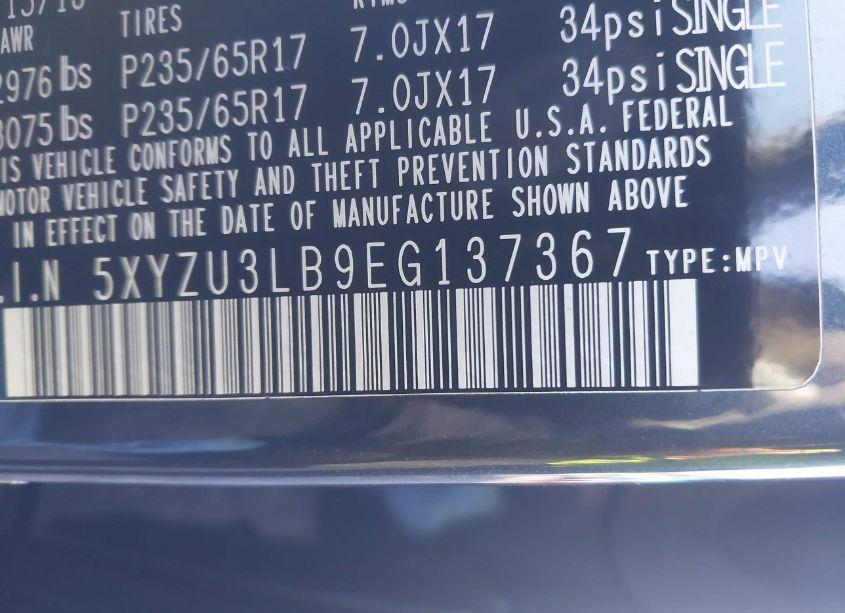 TIRES
2976 lbs P235/65R17 7.0JX17 34psi SINGLE
3075 lbs P235/65R17 7.0JX17 34psi SINGLE
IS VEHICLE CONFORMS TO ALL APPLICABLE U.S.A. FEDERAL
MOTOR VEHICLE SAFETY AND THEFT PREVENTION STANDARDS
IN EFFECT ON THE DATE OF MANUFACTURE SHOWN ABOVE
.I.N 5XYZU3LB9EG137367 TYPE:MPV